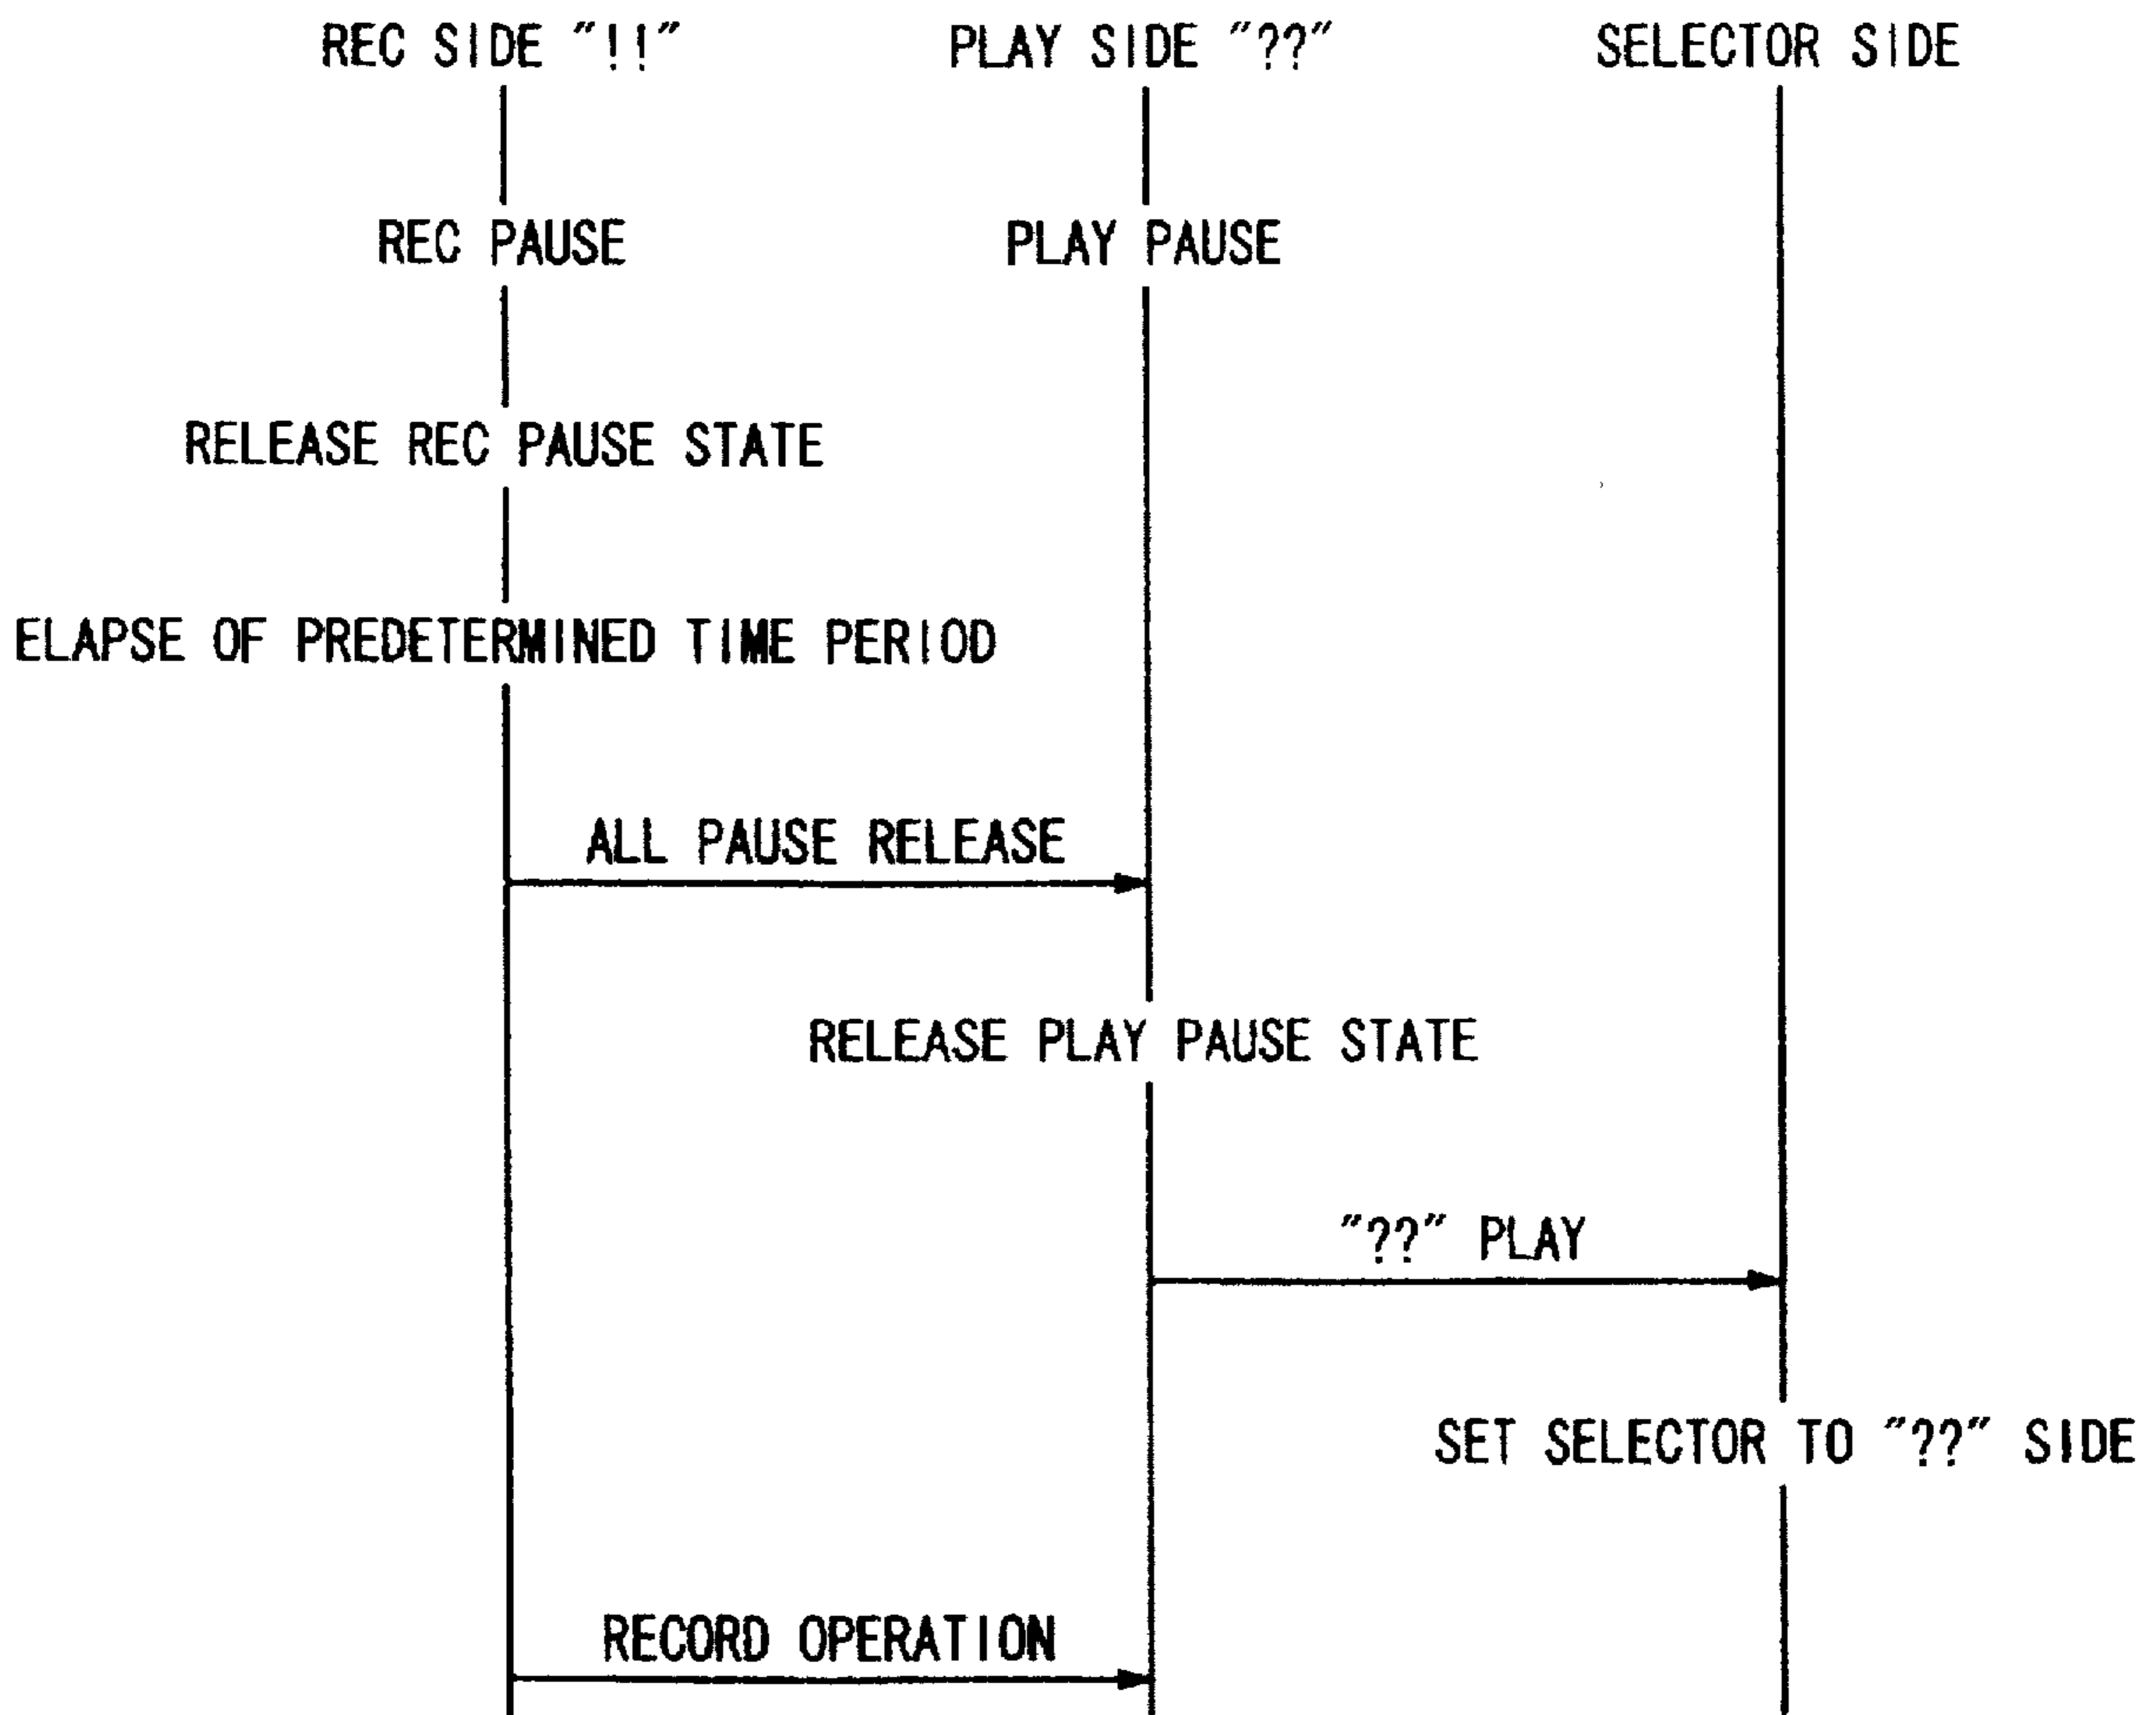 REC SIDE "!!"
PLAY SIDE "??"
SELECTOR SIDE
REC PAUSE
PLAY PAUSE
RELEASE REC PAUSE STATE
ELAPSE OF PREDETERMINED TIME PERIOD
ALL PAUSE RELEASE
RELEASE PLAY PAUSE STATE
"??" PLAY
SET SELECTOR TO "??" SIDE
RECORD OPERATION